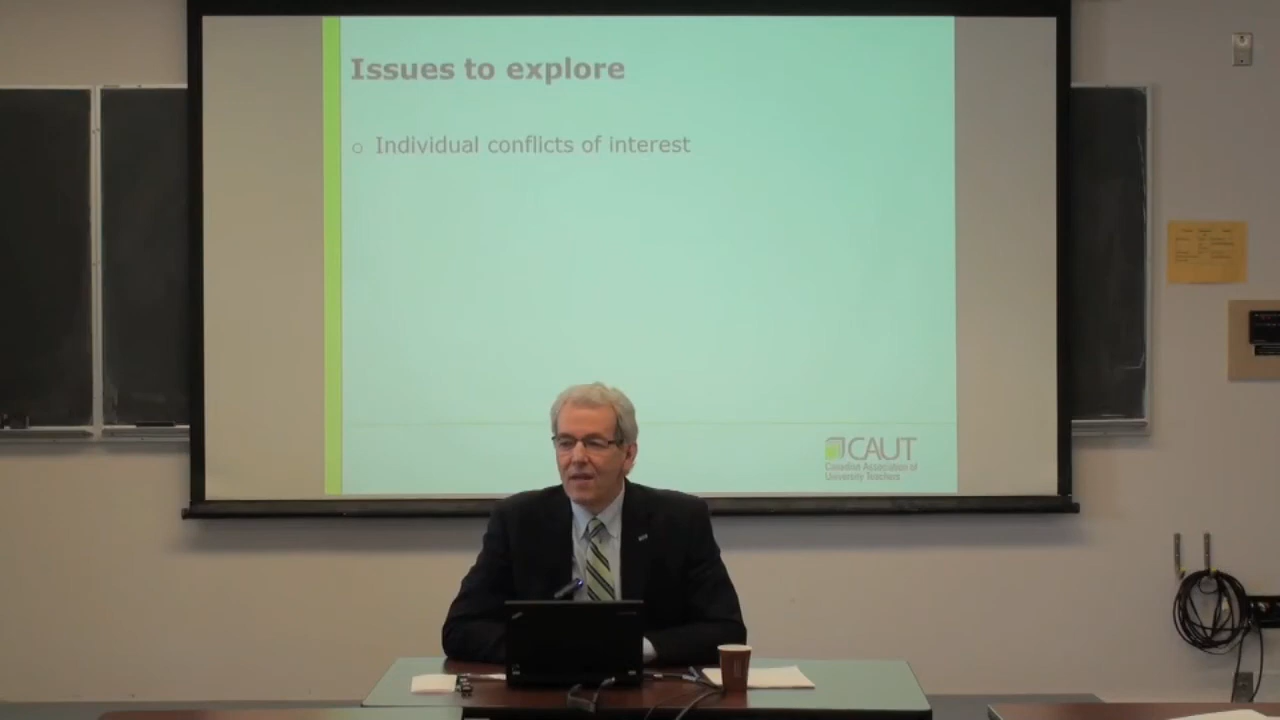 Issues to explore
○ Individual conflicts of interest
CAUT
Canadian Association of
University Teachers